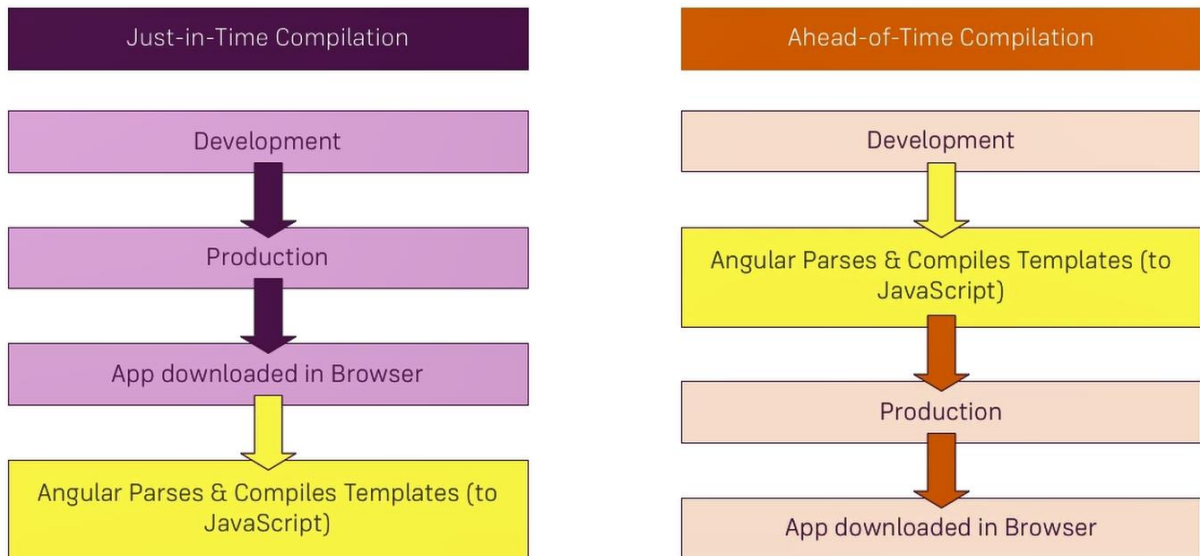 Just-in-Time Compilation
Development
Production
App downloaded in Browser
Angular Parses & Compiles Templates (to
JavaScript)
Ahead-of-Time Compilation
Development
Angular Parses & Compiles Templates (to
JavaScript)
Production
App downloaded in Browser